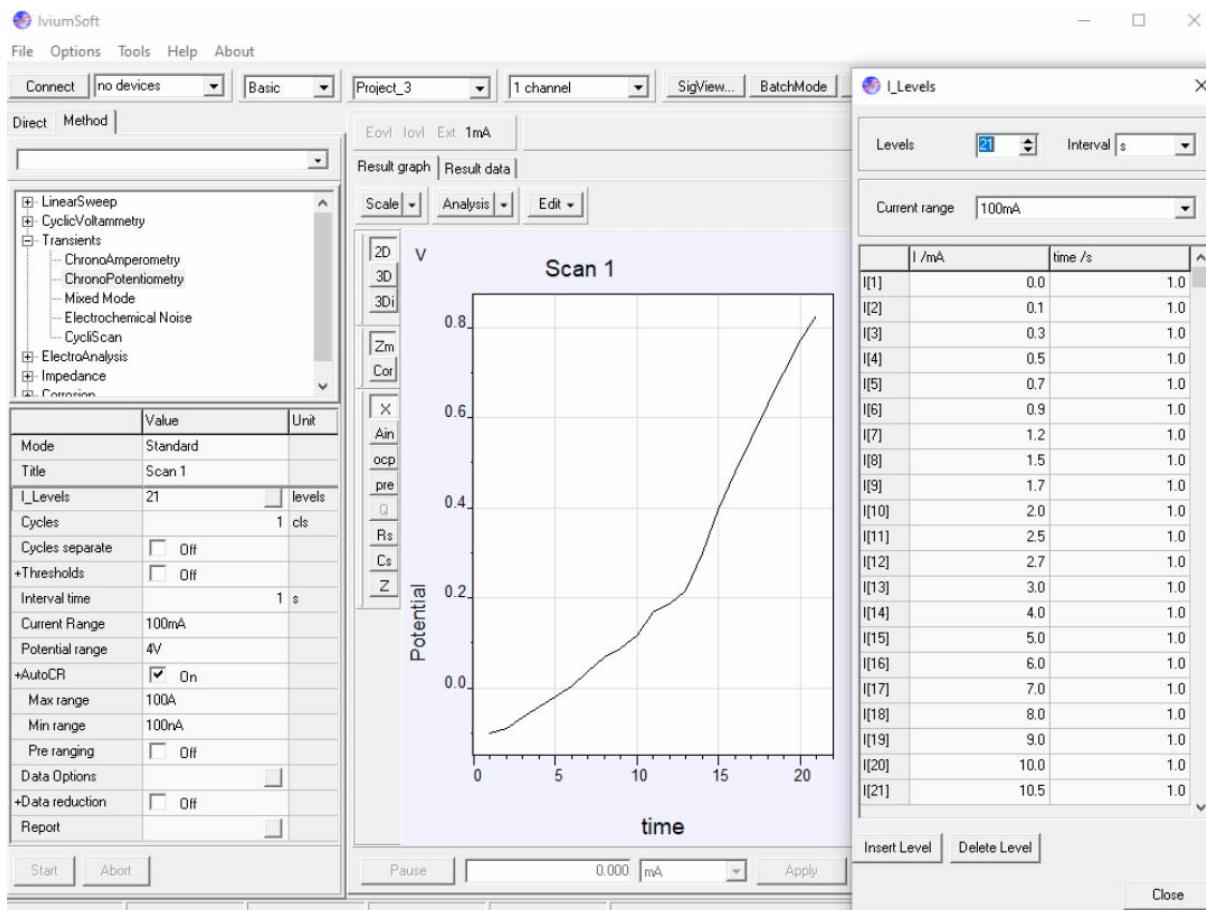 IviumSoft
File Options Tools Help About
Connect no devices Basic Project_3 1 channel SigView... BatchMode
Direct Method
Eovl Iovl Ext 1mA
Result graph Result data
Scale Analysis Edit
LinearSweep
CyclicVoltammetry
Transients
ChronoAmperometry
ChronoPotentiometry
Mixed Mode
Electrochemical Noise
CycliScan
ElectroAnalysis
Impedance
Corrosion
Value Unit
Mode Standard
Title Scan 1
I_Levels 21 levels
Cycles 1 cls
Cycles separate Off
+Thresholds Off
Interval time 1 s
Current Range 100mA
Potential range 4V
+AutoCR On
Max range 100A
Min range 100nA
Pre ranging Off
Data Options
+Data reduction Off
Report
Start Abort
2D
3D
3Di
Zm
Cor
X
Ain
ocp
pre
Q
Rs
Cs
Z
V
Scan 1
0.8
0.6
0.4
0.2
0.0
Potential
0 5 10 15 20
time
Pause 0.000 mA Apply
I_Levels
Levels 21 Interval s
Current range 100mA
I /mA time /s
I[1] 0.0 1.0
I[2] 0.1 1.0
I[3] 0.3 1.0
I[4] 0.5 1.0
I[5] 0.7 1.0
I[6] 0.9 1.0
I[7] 1.2 1.0
I[8] 1.5 1.0
I[9] 1.7 1.0
I[10] 2.0 1.0
I[11] 2.5 1.0
I[12] 2.7 1.0
I[13] 3.0 1.0
I[14] 4.0 1.0
I[15] 5.0 1.0
I[16] 6.0 1.0
I[17] 7.0 1.0
I[18] 8.0 1.0
I[19] 9.0 1.0
I[20] 10.0 1.0
I[21] 10.5 1.0
Insert Level Delete Level
Close